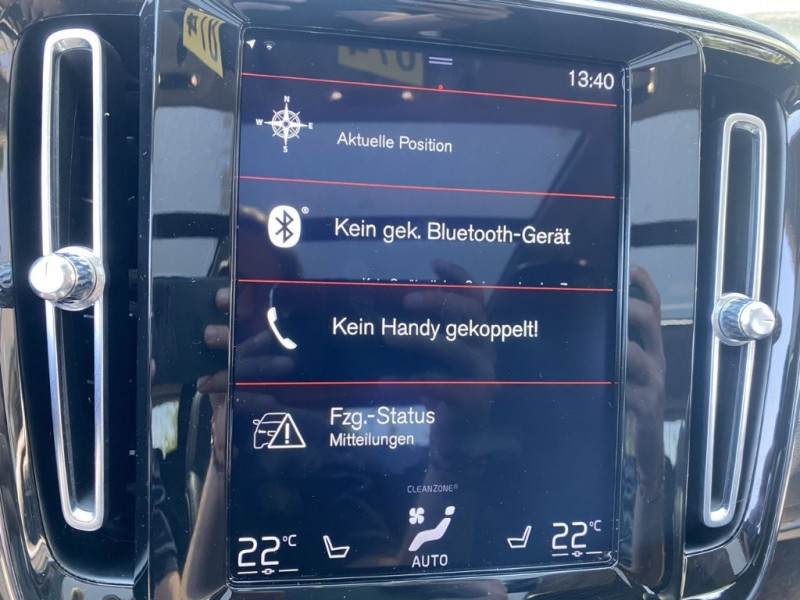 13:40
N
W E
S
Aktuelle Position
Kein gek. Bluetooth-Gerät
Kein Handy gekoppelt!
Fzg.-Status
Mitteilungen
CLEANZONE®
22°C
AUTO
22°C